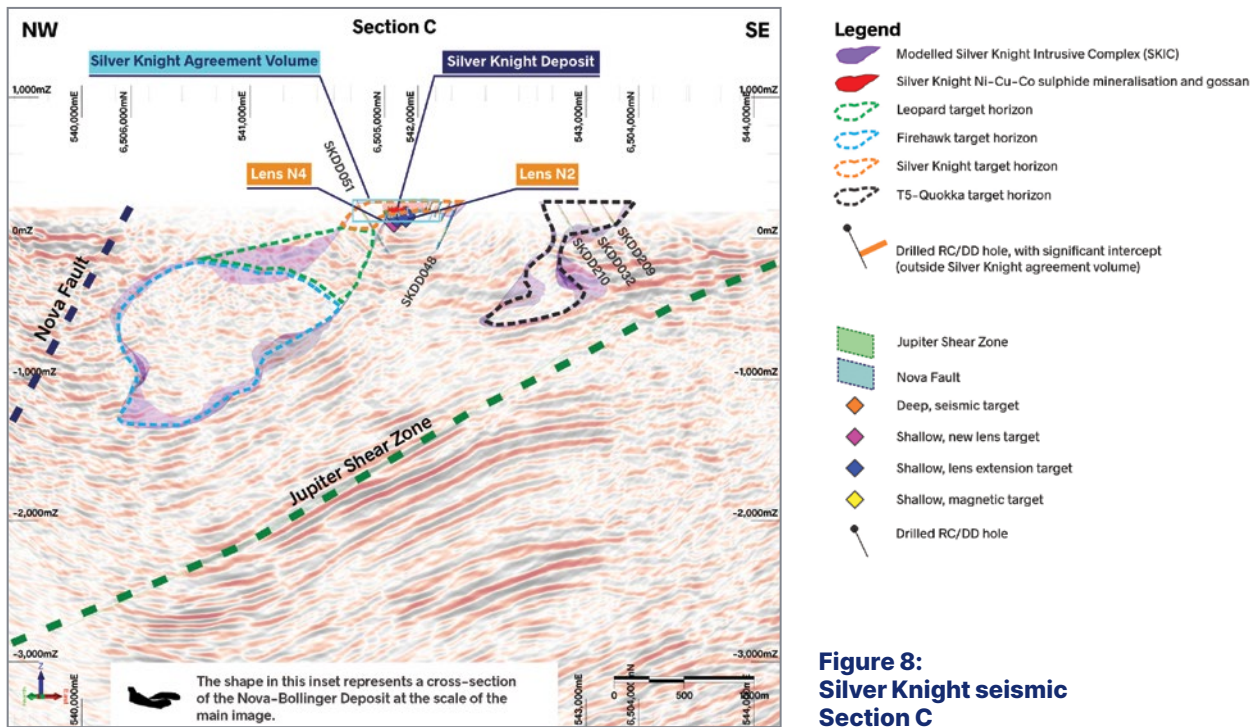 NW
Section C
SE
Silver Knight Agreement Volume
Silver Knight Deposit
1,000mZ
1,000mZ
540,000mE
6,506,000mN
541,000mE
6,505,000mN
542,000mE
543,000mE
6,504,000mN
544,000mE
SKDD051
Lens N4
Lens N2
0mZ
0mZ
Nova Fault
SKDD048
SKDD210
SKDD032
SKDD209
-1,000mZ
-1,000mZ
Jupiter Shear Zone
-2,000mZ
-2,000mZ
-3,000mZ
-3,000mZ
Z
540,000mE
The shape in this inset represents a cross-section
of the Nova-Bollinger Deposit at the scale of the
main image.
543,000mE
0
500
544,000mE
Legend
Modelled Silver Knight Intrusive Complex (SKIC)
Silver Knight Ni-Cu-Co sulphide mineralisation and gossan
Leopard target horizon
Firehawk target horizon
Silver Knight target horizon
T5-Quokka target horizon
Drilled RC/DD hole, with significant intercept
(outside Silver Knight agreement volume)
Jupiter Shear Zone
Nova Fault
Deep, seismic target
Shallow, new lens target
Shallow, lens extension target
Shallow, magnetic target
Drilled RC/DD hole
Figure 8:
Silver Knight seismic
Section C